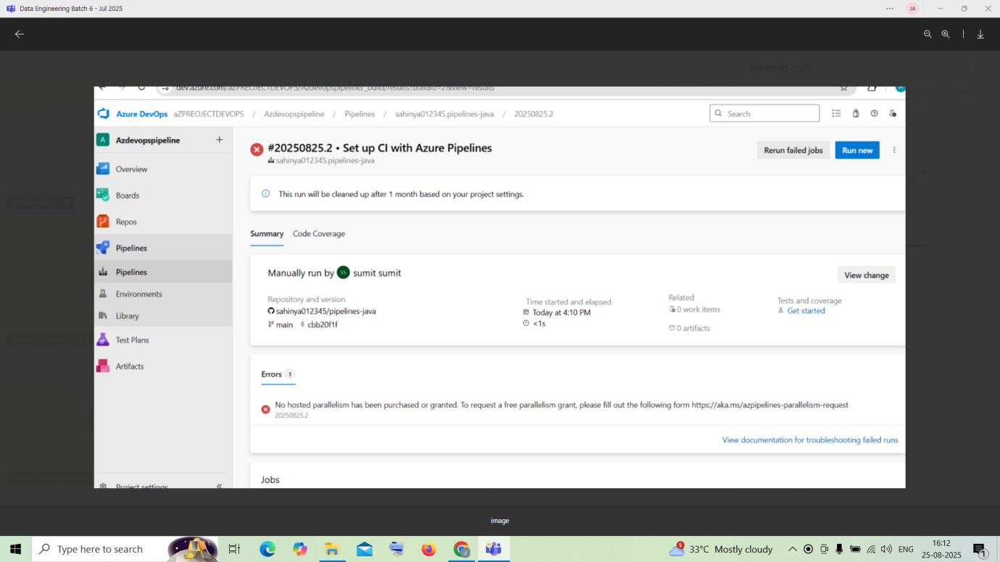 Data Engineering Batch 6 - Jul 2025
JA
Meeting chat
dev.azure.com/aZPREOJECTDEVOPS/Azdevopspipeline/_build/results?buildId=2&view=results
Azure DevOps aZPREOJECTDEVOPS / Azdevopspipeline / Pipelines / sahinya012345.pipelines-java / 20250825.2
Search
A Azdevopspipeline +
Overview
Boards
Repos
Pipelines
Pipelines
Environments
Library
Test Plans
Artifacts
Project settings
#20250825.2 • Set up CI with Azure Pipelines
sahinya012345.pipelines-java
Rerun failed jobs
Run new
This run will be cleaned up after 1 month based on your project settings.
Summary Code Coverage
Manually run by SS sumit sumit
View change
Repository and version
sahinya012345/pipelines-java
main cbb20f1f
Time started and elapsed
Today at 4:10 PM
<1s
Related
0 work items
0 artifacts
Tests and coverage
Get started
Errors 1
No hosted parallelism has been purchased or granted. To request a free parallelism grant, please fill out the following form https://aka.ms/azpipelines-parallelism-request
20250825.2
View documentation for troubleshooting failed runs
Jobs
image
Type here to search
5
33°C Mostly cloudy
ENG
16:12
25-08-2025
1